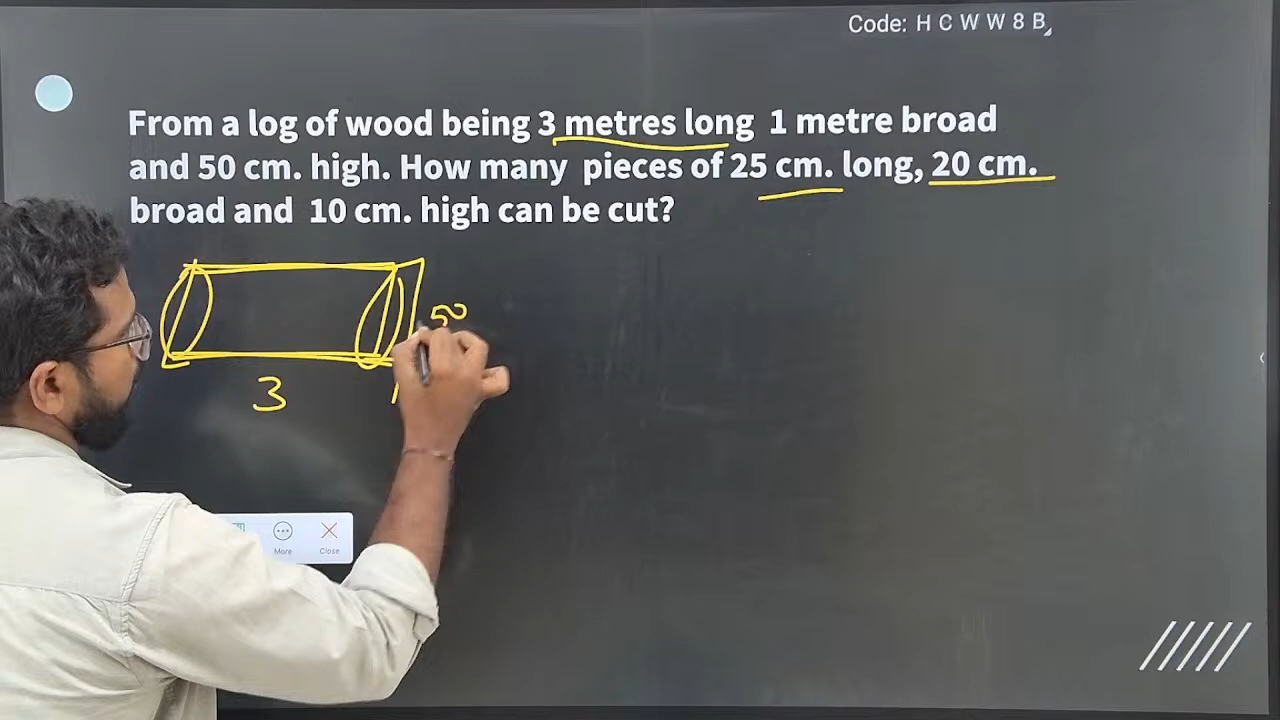 Code: H C W W 8 B
From a log of wood being 3 metres long 1 metre broad
and 50 cm. high. How many pieces of 25 cm. long, 20 cm.
broad and 10 cm. high can be cut?
50
3
More
Close